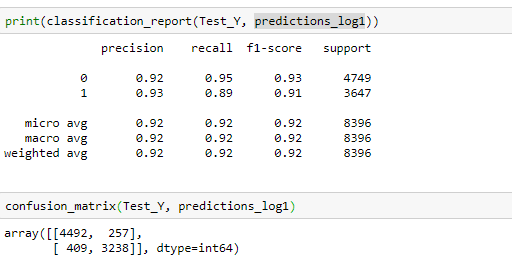 print(classification_report(Test_Y, predictions_log1))
precision recall f1-score support
0 0.92 0.95 0.93 4749
1 0.93 0.89 0.91 3647
micro avg 0.92 0.92 0.92 8396
macro avg 0.92 0.92 0.92 8396
weighted avg 0.92 0.92 0.92 8396
confusion_matrix(Test_Y, predictions_log1)
array([[4492, 257],
[ 409, 3238]], dtype=int64)